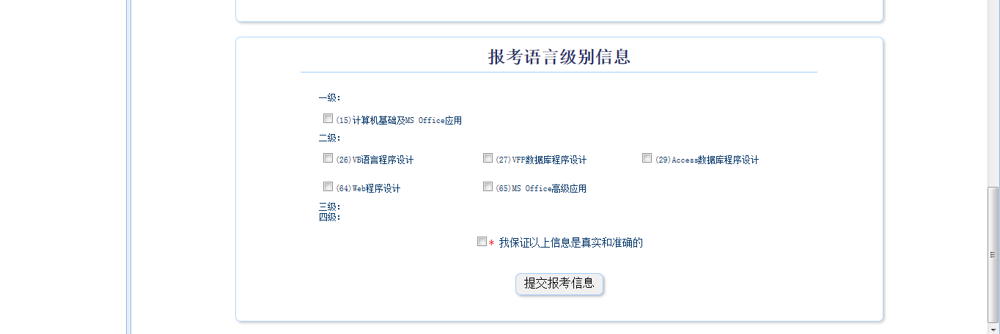 报考语言级别信息
一级:
(15)计算机基础及MS Office应用
二级:
(26)VB语言程序设计 (27)VFP数据库程序设计 (29)Access数据库程序设计
(64)Web程序设计 (65)MS Office高级应用
三级:
四级:
* 我保证以上信息是真实和准确的
提交报考信息